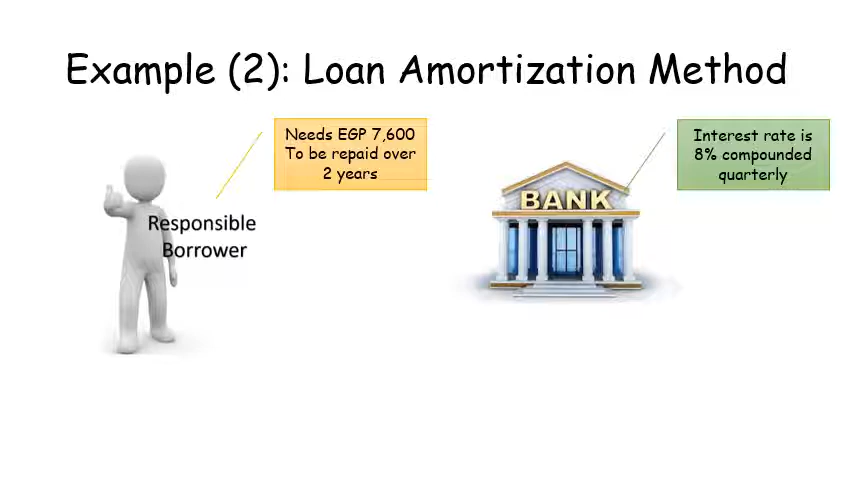 Example (2): Loan Amortization Method
Needs EGP 7,600
To be repaid over
2 years
Interest rate is
8% compounded
quarterly
BANK
Responsible
Borrower